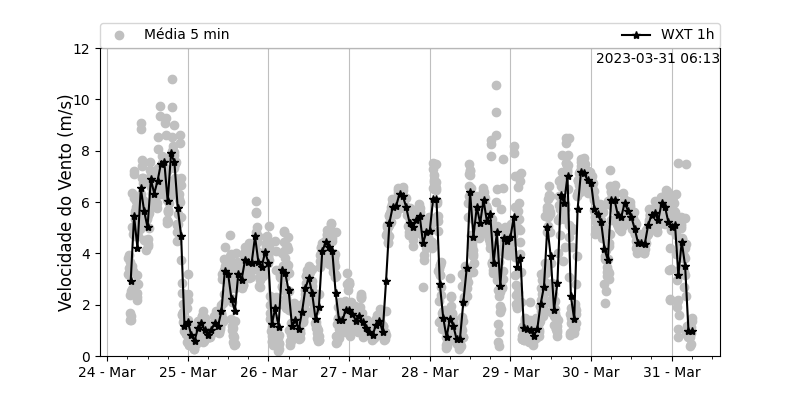 Média 5 min
WXT 1h
2023-03-31 06:13
Velocidade do Vento (m/s)
12
10
8
6
4
2
0
24 - Mar 25 - Mar 26 - Mar 27 - Mar 28 - Mar 29 - Mar 30 - Mar 31 - Mar